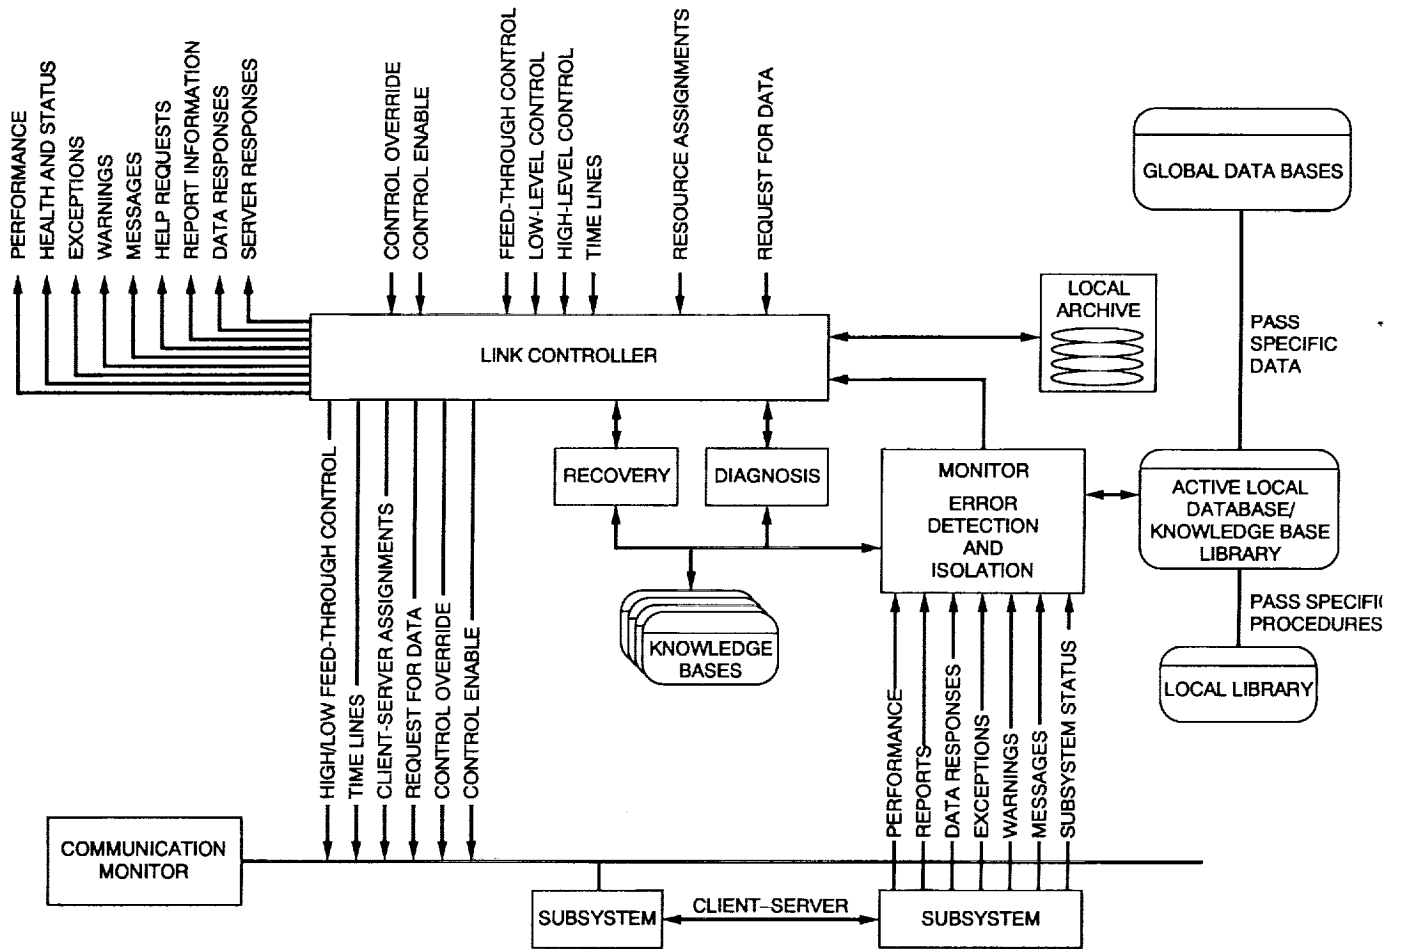 PERFORMANCE
HEALTH AND STATUS
EXCEPTIONS
WARNINGS
MESSAGES
HELP REQUESTS
REPORT INFORMATION
DATA RESPONSES
SERVER RESPONSES
CONTROL OVERRIDE
CONTROL ENABLE
FEED-THROUGH CONTROL
LOW-LEVEL CONTROL
HIGH-LEVEL CONTROL
TIME LINES
RESOURCE ASSIGNMENTS
REQUEST FOR DATA
GLOBAL DATA BASES
LOCAL
ARCHIVE
PASS
SPECIFIC
DATA
LINK CONTROLLER
RECOVERY
DIAGNOSIS
MONITOR
ERROR
DETECTION
AND
ISOLATION
ACTIVE LOCAL
DATABASE/
KNOWLEDGE BASE
LIBRARY
PASS SPECIFI
PROCEDURES
KNOWLEDGE
BASES
LOCAL LIBRARY
HIGH/LOW FEED-THROUGH CONTROL
TIME LINES
CLIENT-SERVER ASSIGNMENTS
REQUEST FOR DATA
CONTROL OVERRIDE
CONTROL ENABLE
PERFORMANCE
REPORTS
DATA RESPONSES
EXCEPTIONS
WARNINGS
MESSAGES
SUBSYSTEM STATUS
COMMUNICATION
MONITOR
SUBSYSTEM
CLIENT–SERVER
SUBSYSTEM